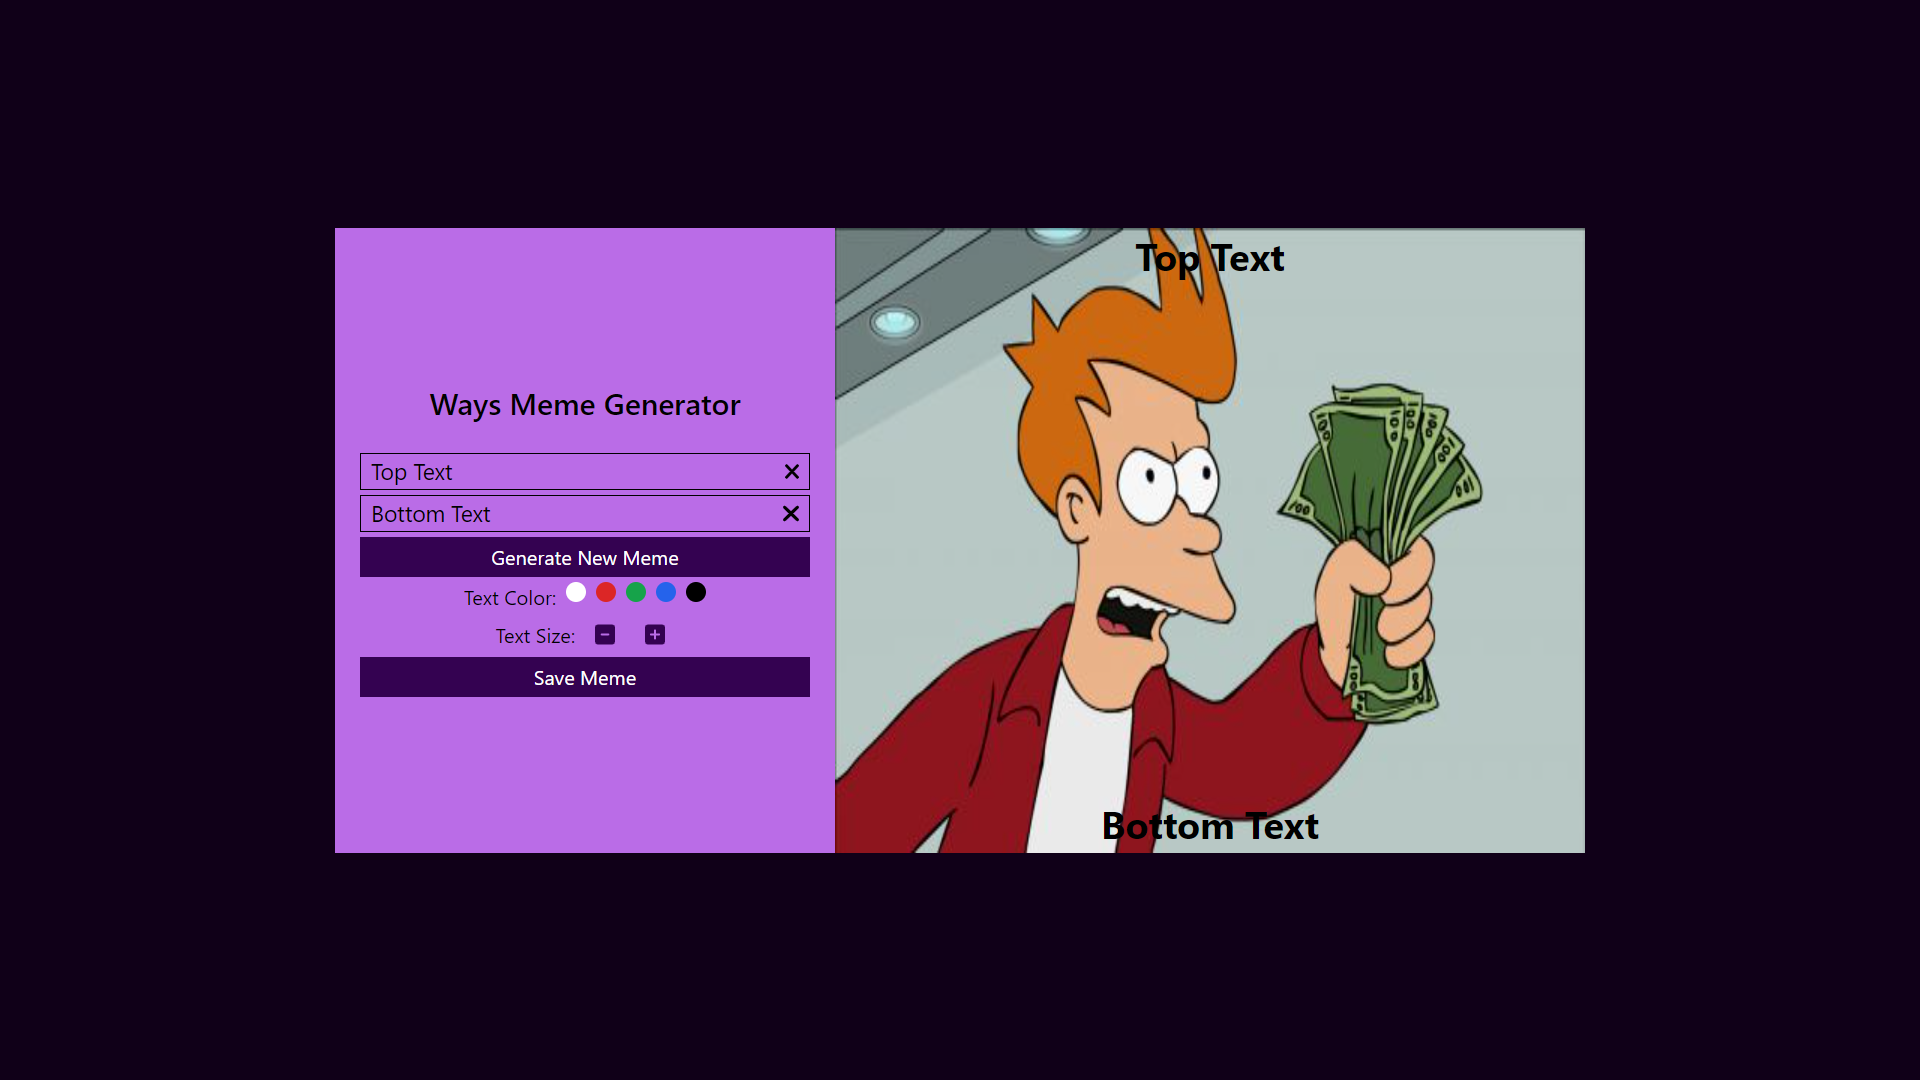 Ways Meme Generator
Top Text
Bottom Text
Generate New Meme
Text Color:
Text Size:
Save Meme
Top Text
Bottom Text